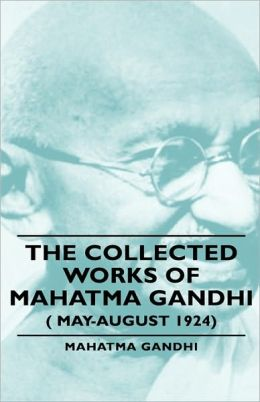 THE COLLECTED
WORKS OF
MAHATMA GANDHI
( MAY-AUGUST 1924)
MAHATMA GANDHI